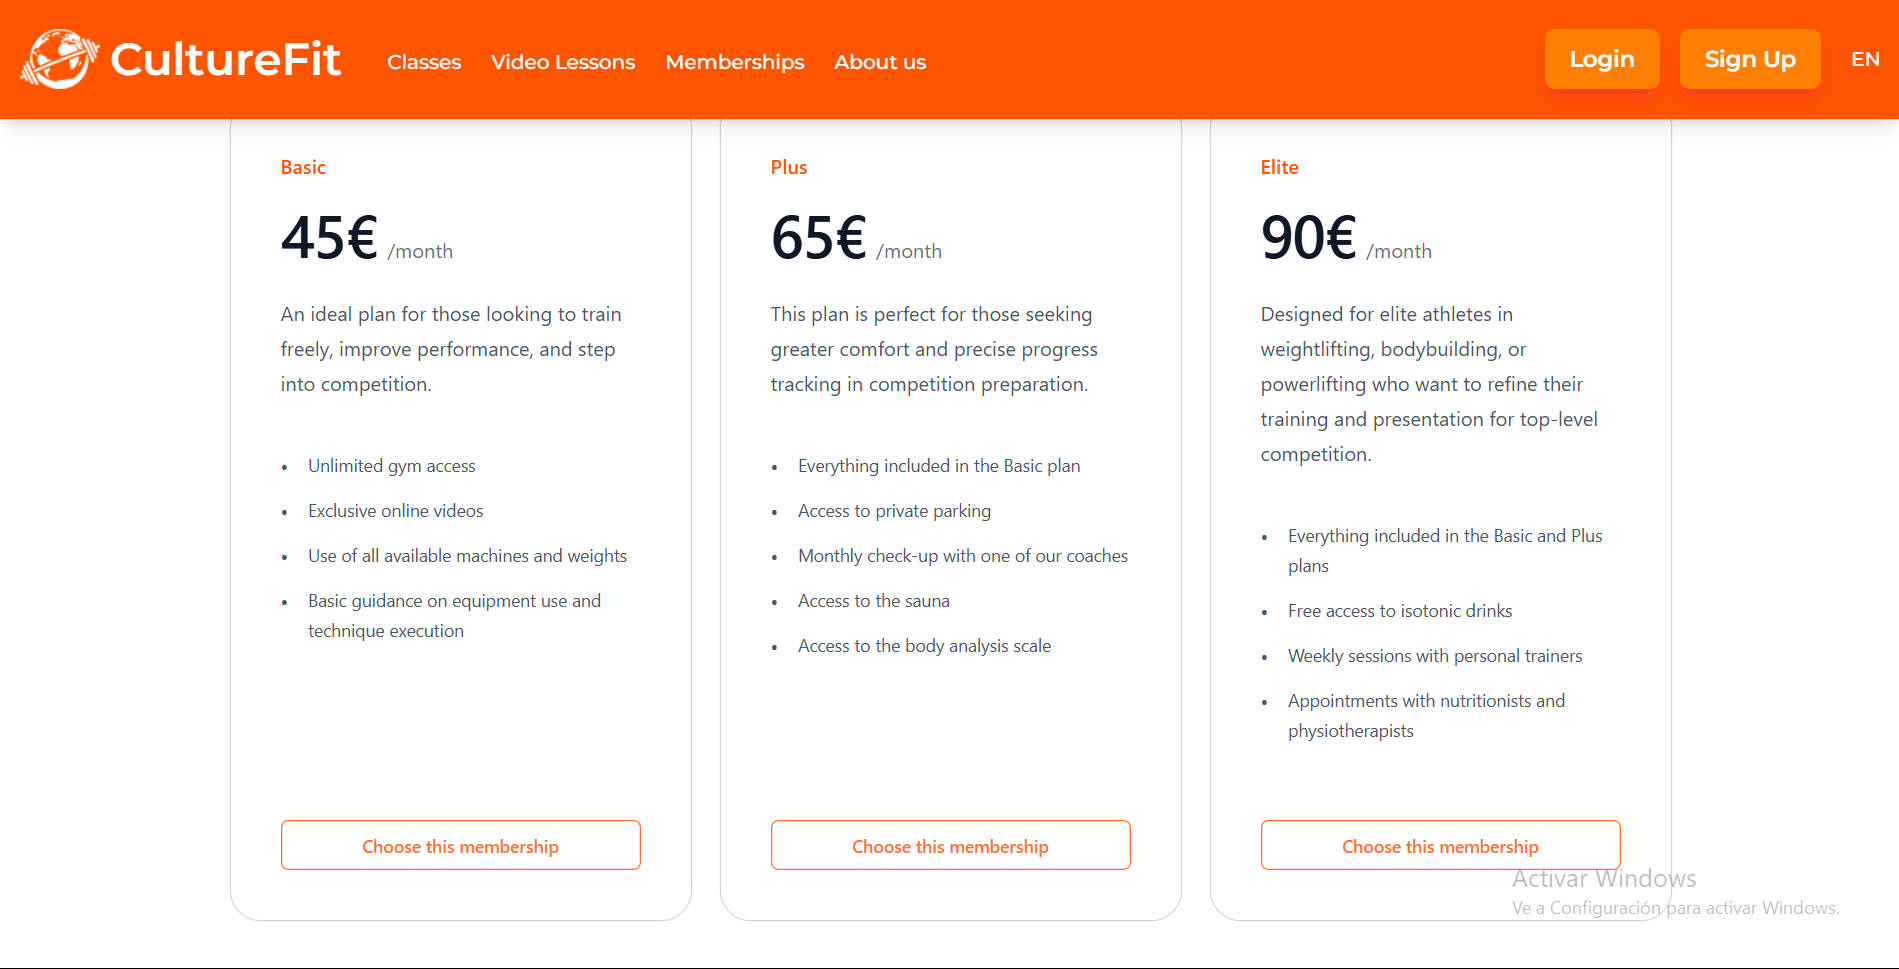 CultureFit
Classes
Video Lessons
Memberships
About us
Login
Sign Up
EN
Basic
45€ /month
An ideal plan for those looking to train
freely, improve performance, and step
into competition.
• Unlimited gym access
• Exclusive online videos
• Use of all available machines and weights
• Basic guidance on equipment use and
technique execution
Choose this membership
Plus
65€ /month
This plan is perfect for those seeking
greater comfort and precise progress
tracking in competition preparation.
• Everything included in the Basic plan
• Access to private parking
• Monthly check-up with one of our coaches
• Access to the sauna
• Access to the body analysis scale
Choose this membership
Elite
90€ /month
Designed for elite athletes in
weightlifting, bodybuilding, or
powerlifting who want to refine their
training and presentation for top-level
competition.
• Everything included in the Basic and Plus
plans
• Free access to isotonic drinks
• Weekly sessions with personal trainers
• Appointments with nutritionists and
physiotherapists
Choose this membership
Activar Windows
Ve a Configuración para activar Windows.